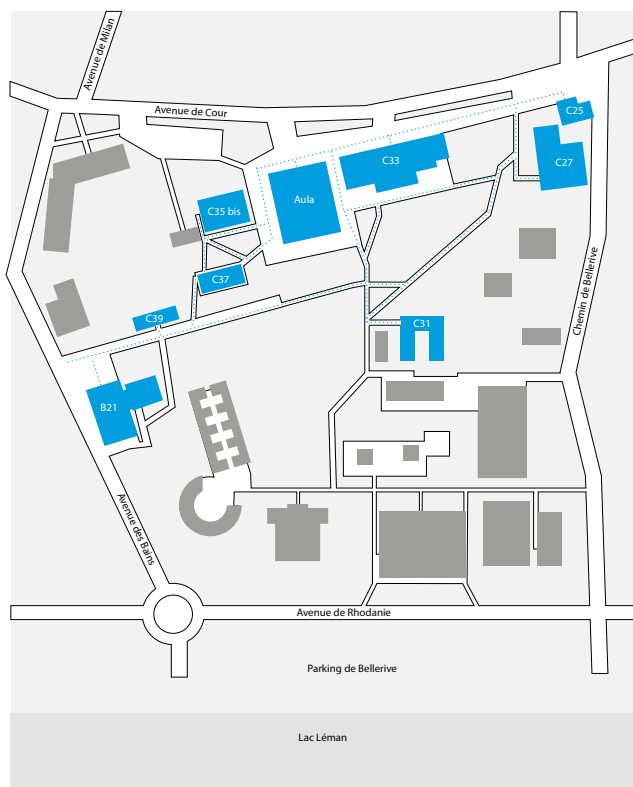 Avenue de Milan
Avenue de Cour
C25
C33
C27
Aula
C35 bis
C37
Chemin de Bellerive
C39
C31
B21
Avenue des Bains
Avenue de Rhodanie
Parking de Bellerive
Lac Léman